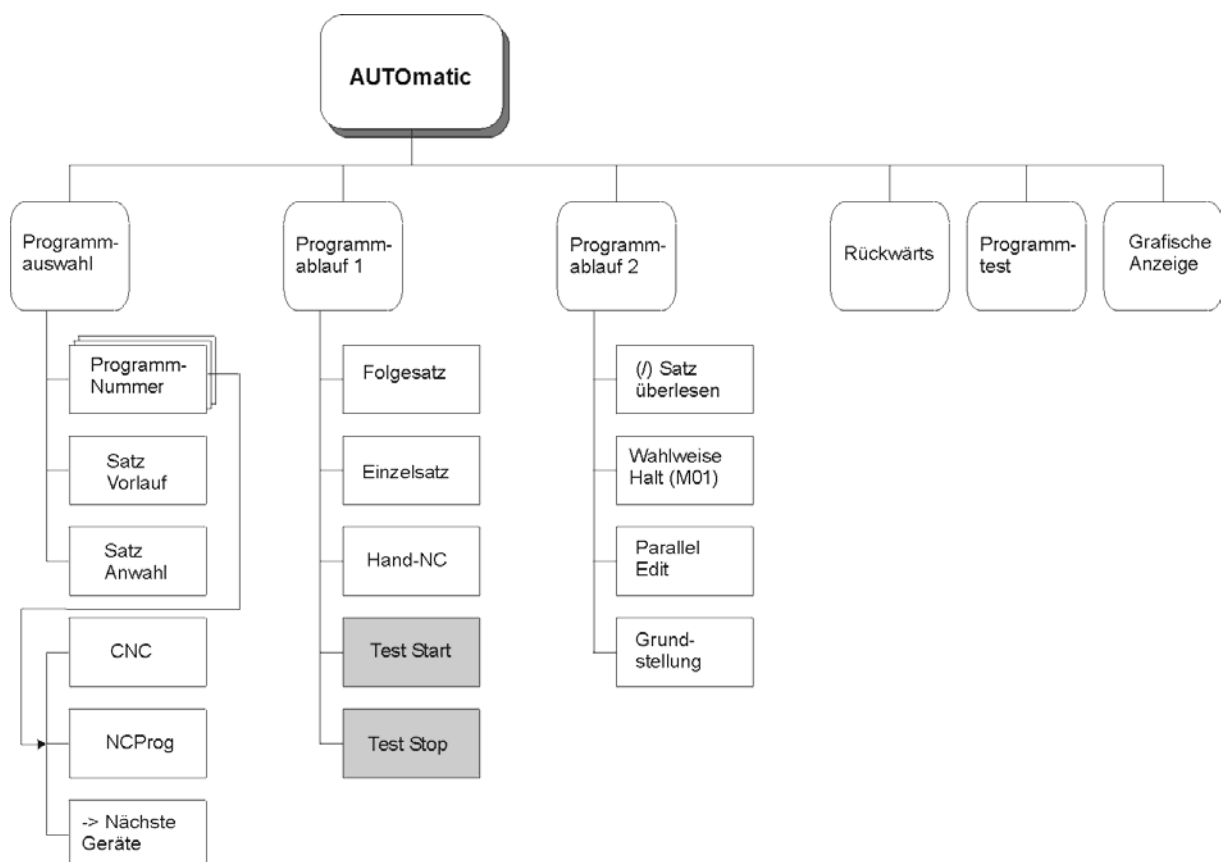 AUTOmatic
Programm-
auswahl
Programm-
ablauf 1
Programm-
ablauf 2
Rückwärts
Programm-
test
Grafische
Anzeige
Programm-
Nummer
Satz
Vorlauf
Satz
Anwahl
CNC
NCProg
-> Nächste
Geräte
Folgesatz
Einzelsatz
Hand-NC
Test Start
Test Stop
(/) Satz
überlesen
Wahlweise
Halt (M01)
Parallel
Edit
Grund-
stellung